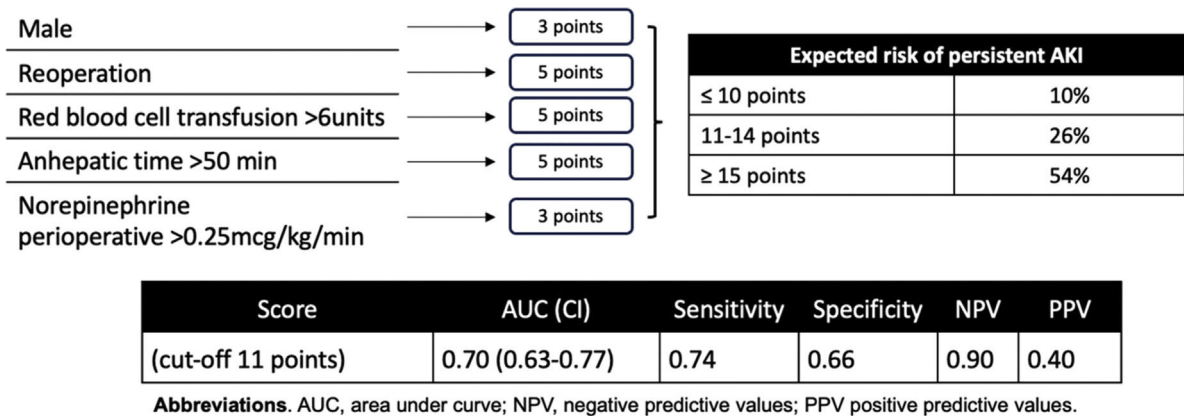 Male 3 points
Reoperation 5 points
Red blood cell transfusion >6units 5 points
Anhepatic time >50 min 5 points
Norepinephrine
perioperative >0.25mcg/kg/min 3 points
Expected risk of persistent AKI
≤ 10 points 10%
11-14 points 26%
≥ 15 points 54%
Score AUC (CI) Sensitivity Specificity NPV PPV
(cut-off 11 points) 0.70 (0.63-0.77) 0.74 0.66 0.90 0.40
Abbreviations. AUC, area under curve; NPV, negative predictive values; PPV positive predictive values.